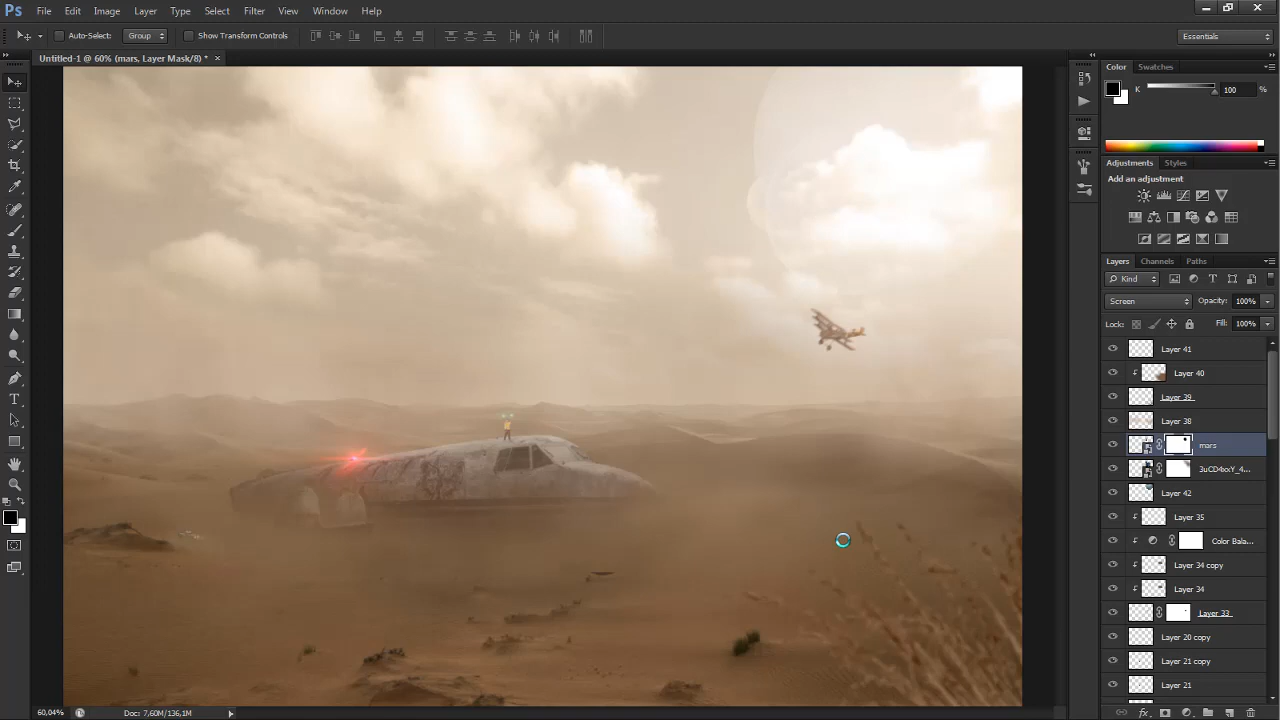 Ps File Edit Image Layer Type Select Filter View Window Help
Auto-Select: Group Show Transform Controls Essentials
Untitled-1 @ 60% (mars, Layer Mask/8) * ×
Color Swatches
K 100 %
Adjustments Styles
Add an adjustment
Layers Channels Paths
Kind
Screen Opacity: 100%
Lock: Fill: 100%
Layer 41
Layer 40
Layer 39
Layer 38
mars
3uCD4txY_4...
Layer 42
Layer 35
Color Bala...
Layer 34 copy
Layer 34
Layer 33
Layer 20 copy
Layer 21 copy
Layer 21
60,04% Doc: 7,60M/136,1M